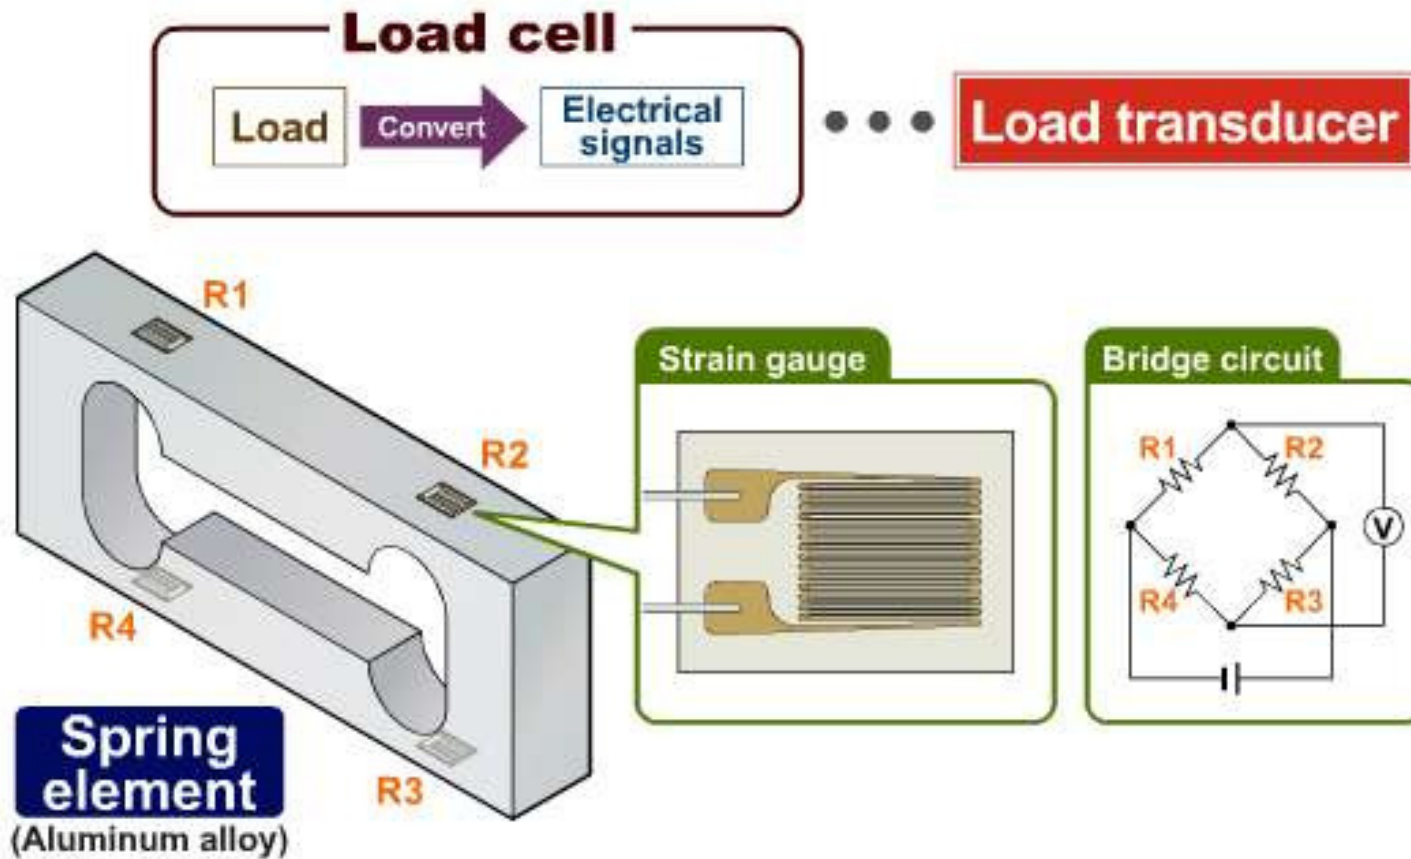 Load cell
Load
Convert
Electrical
signals
Load transducer
R1
R2
R4
R3
Spring
element
(Aluminum alloy)
Strain gauge
Bridge circuit
R1
R2
R4
R3
V